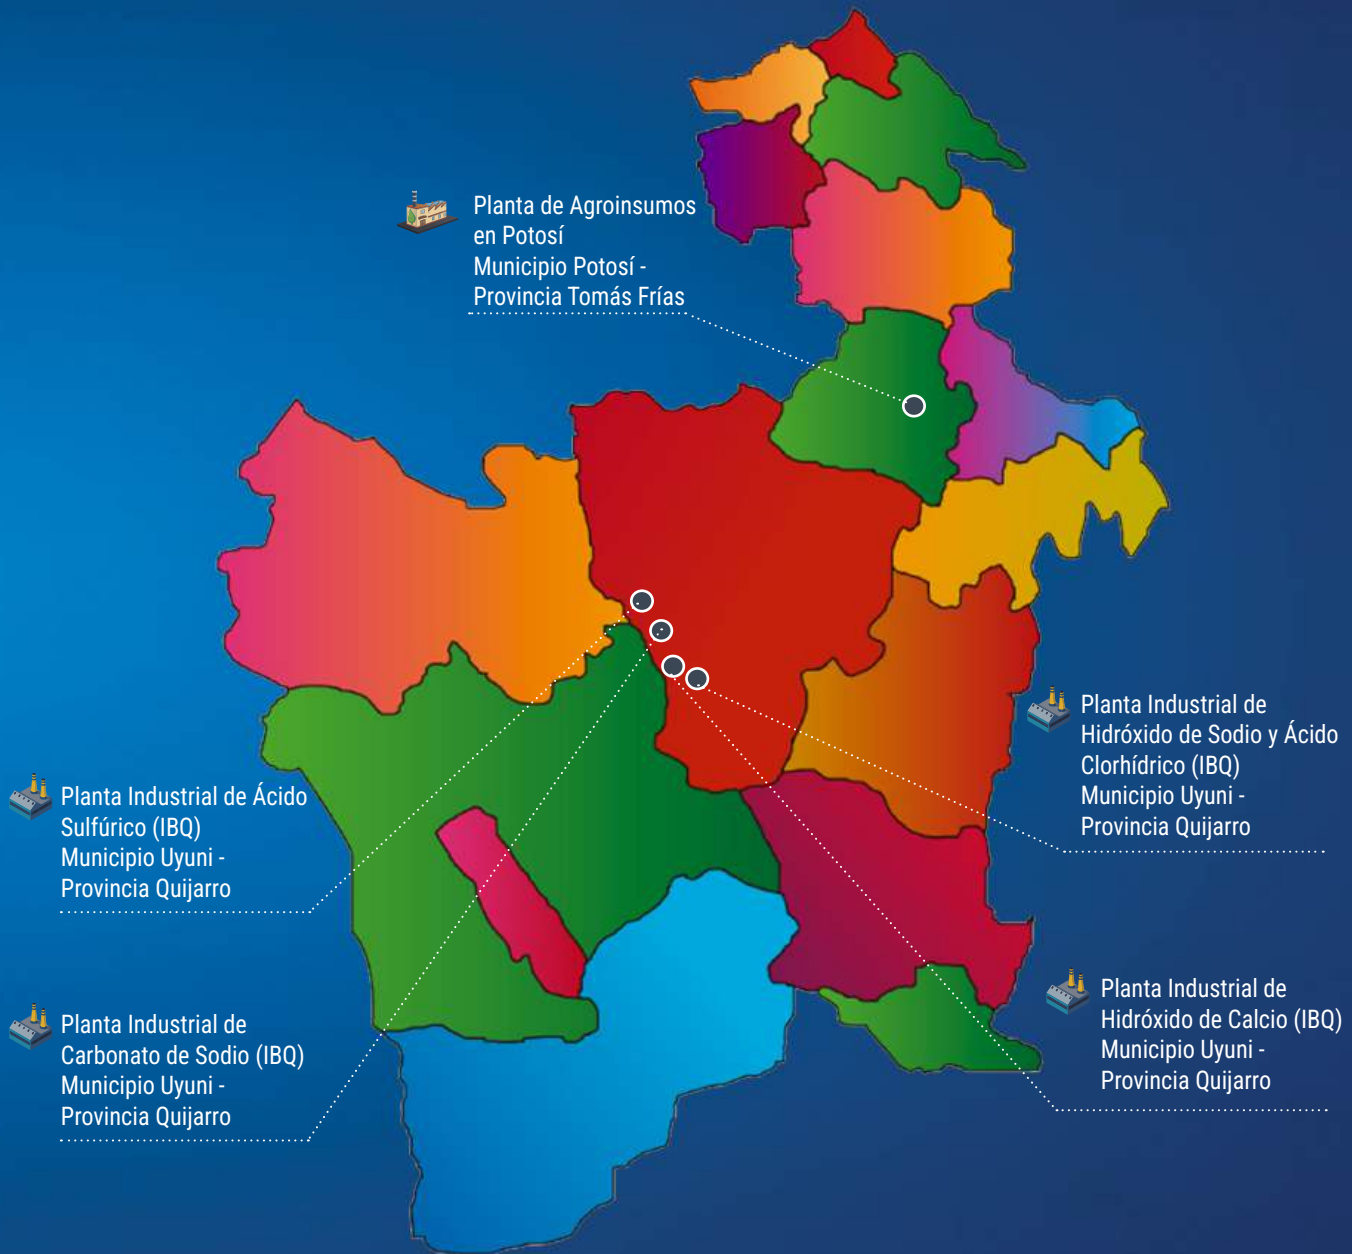 Planta de Agroinsumos
en Potosí
Municipio Potosí -
Provincia Tomás Frías
Planta Industrial de
Hidróxido de Sodio y Ácido
Clorhídrico (IBQ)
Municipio Uyuni -
Provincia Quijarro
Planta Industrial de Ácido
Sulfúrico (IBQ)
Municipio Uyuni -
Provincia Quijarro
Planta Industrial de
Hidróxido de Calcio (IBQ)
Municipio Uyuni -
Provincia Quijarro
Planta Industrial de
Carbonato de Sodio (IBQ)
Municipio Uyuni -
Provincia Quijarro